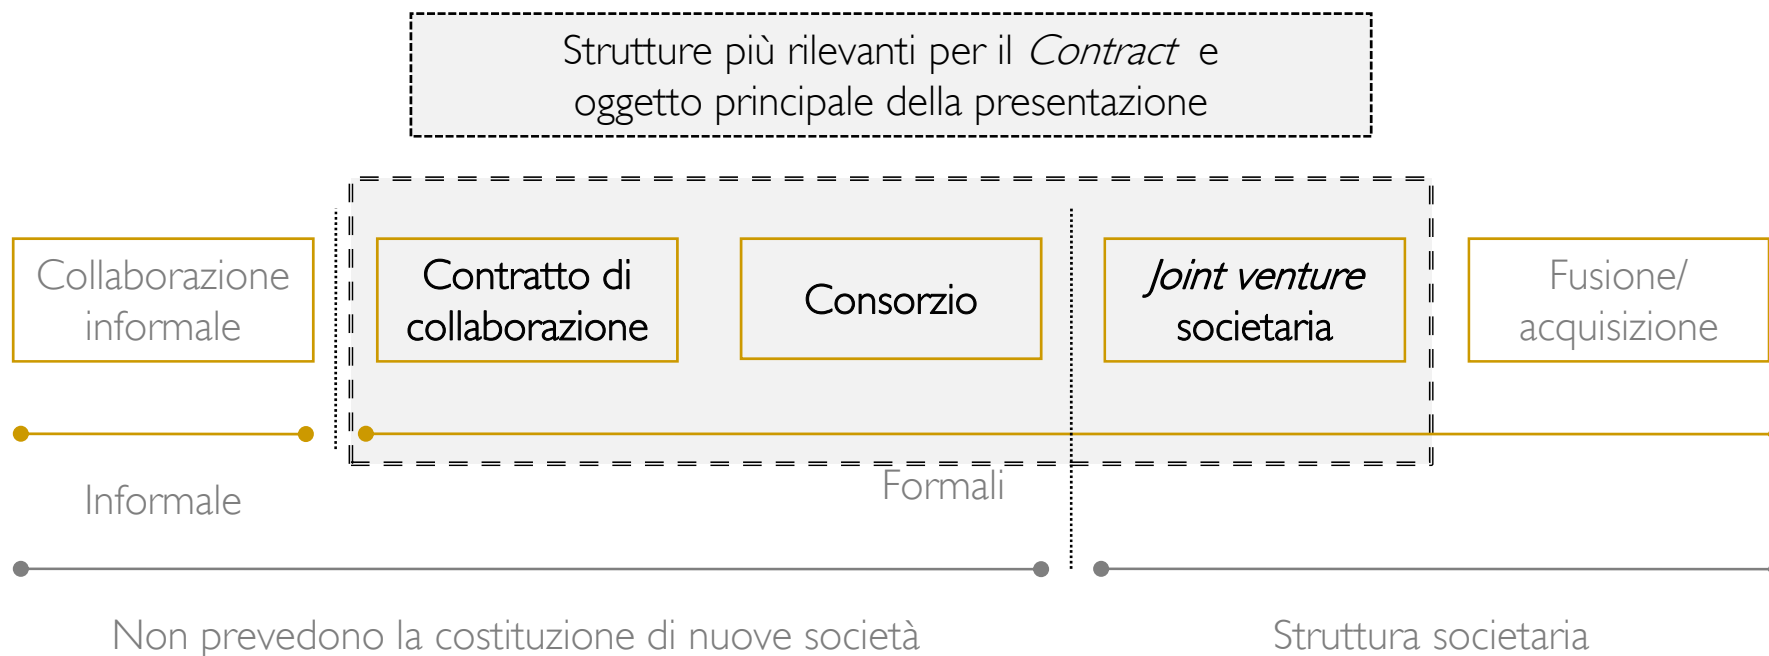 Strutture più rilevanti per il Contract e
oggetto principale della presentazione
Collaborazione
informale
Contratto di
collaborazione
Consorzio
Joint venture
societaria
Fusione/
acquisizione
Informale
Formali
Non prevedono la costituzione di nuove società
Struttura societaria